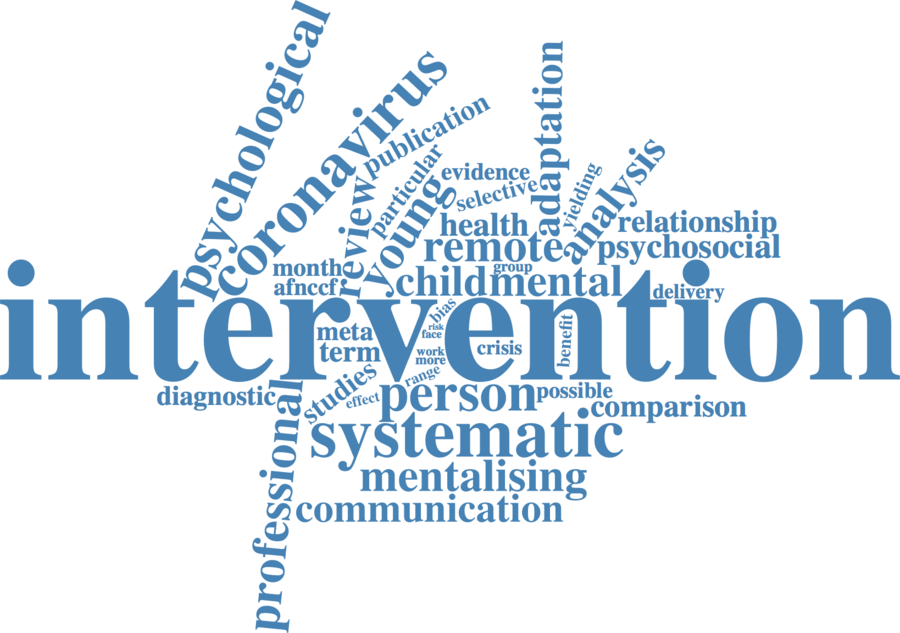 psychological
coronavirus
publication
adaptation
review
particular
young
evidence
selective
yielding
analysis
health
relationship
remote
psychosocial
month
group
afnccf
child
mental
delivery
intervention
bias
risk
face
meta
term
work
more
crisis
benefit
range
diagnostic
studies
effect
person
possible
comparison
professional
systematic
mentalising
communication